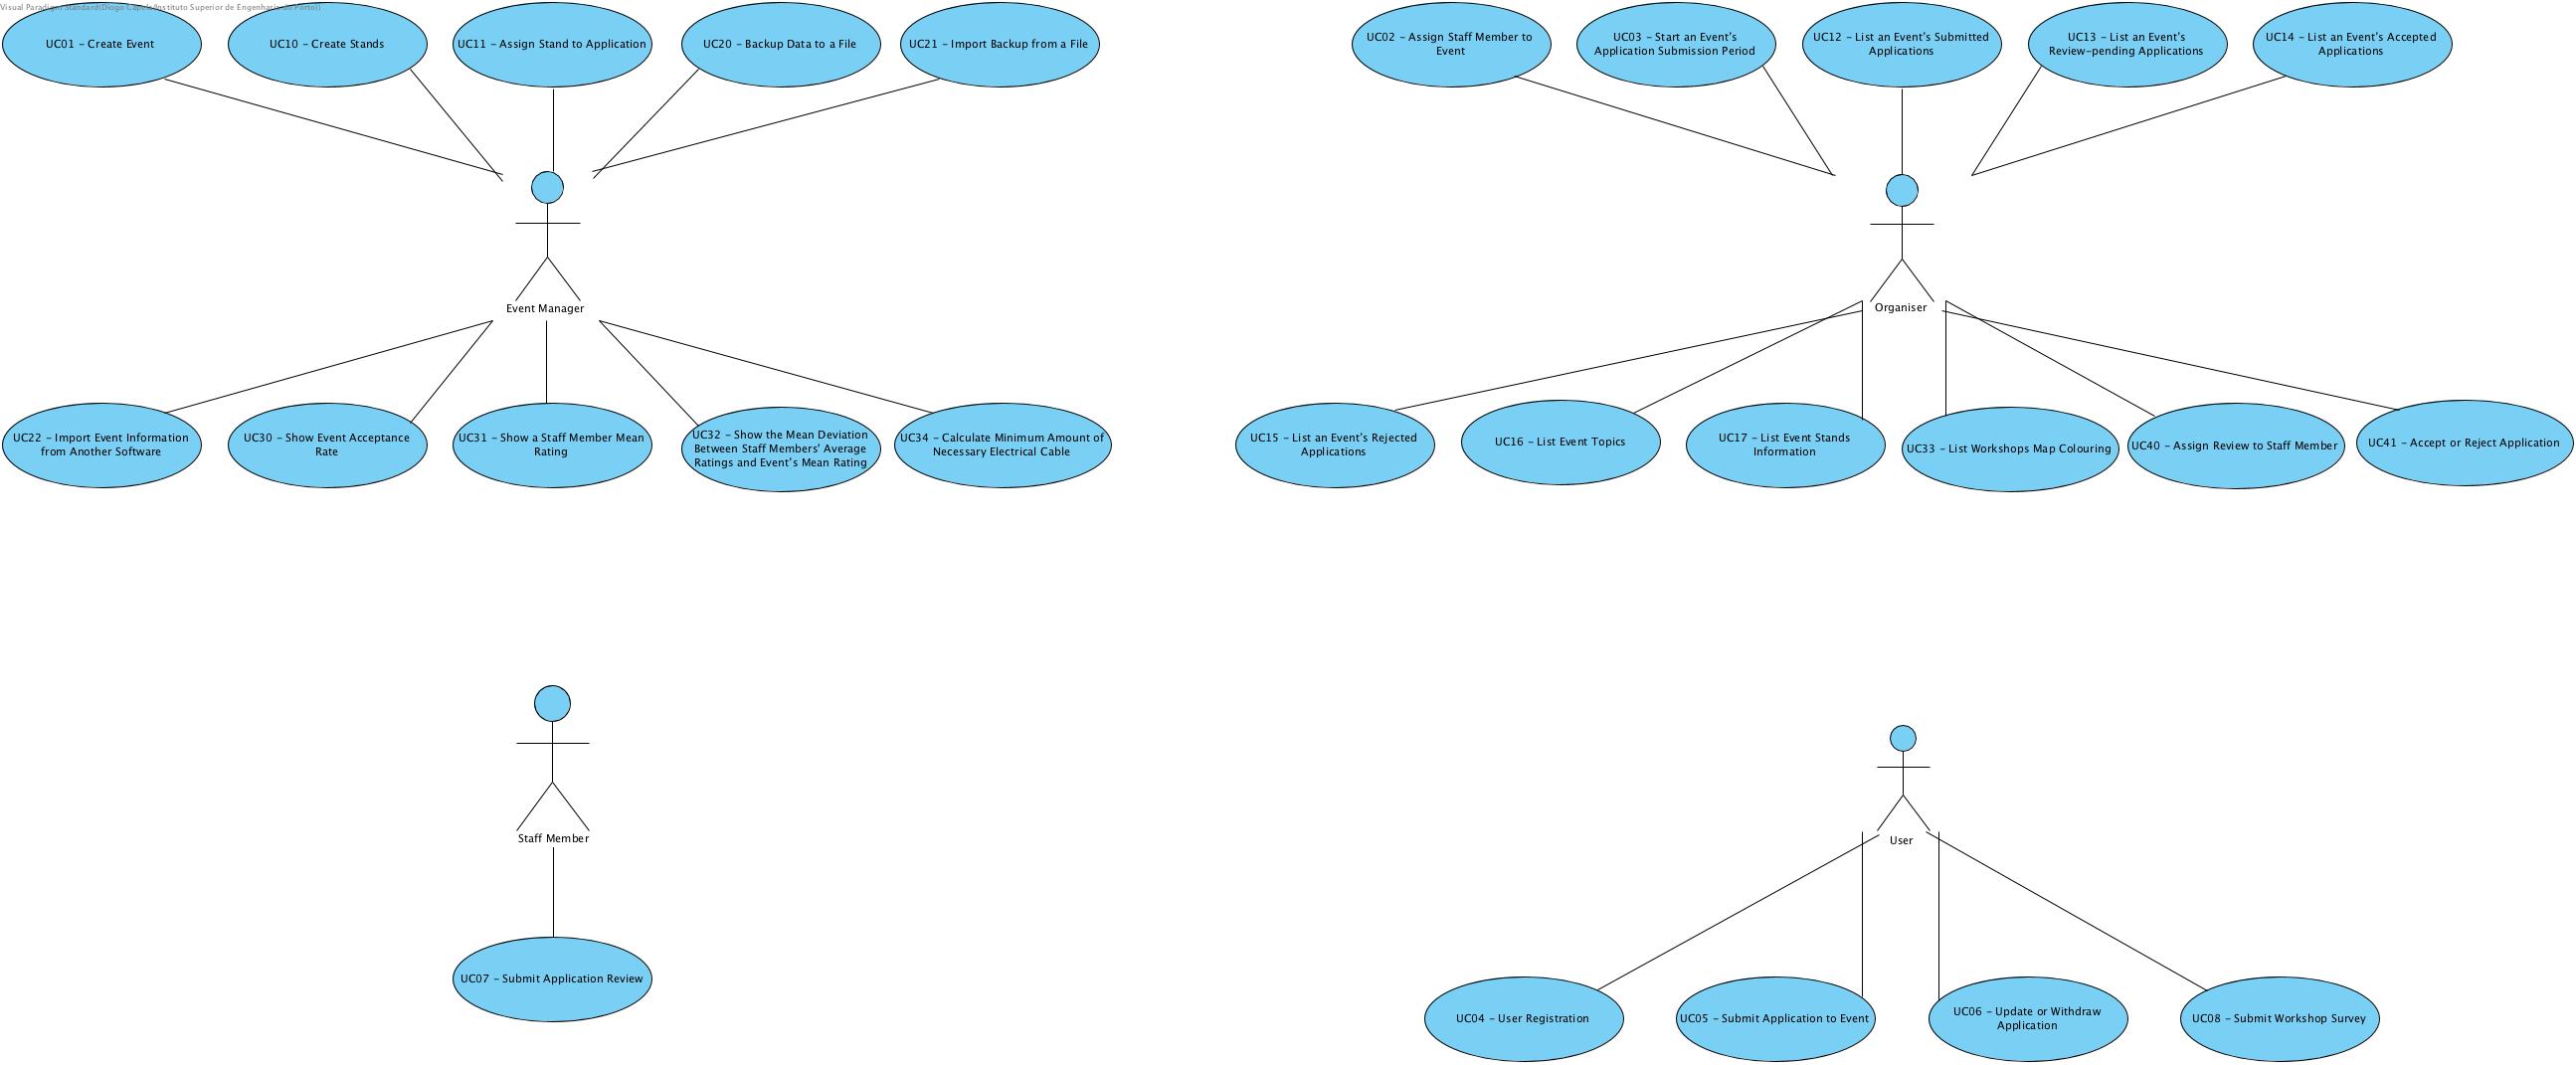 Visual Paradigm Standard(Diogo Capelo(Instituto Superior de Engenharia do Porto))
UC01 - Create Event
UC10 - Create Stands
UC11 - Assign Stand to Application
UC20 - Backup Data to a File
UC21 - Import Backup from a File
UC02 - Assign Staff Member to
Event
UC03 - Start an Event's
Application Submission Period
UC12 - List an Event's Submitted
Applications
UC13 - List an Event's
Review-pending Applications
UC14 - List an Event's Accepted
Applications
Event Manager
Organiser
UC22 - Import Event Information
from Another Software
UC30 - Show Event Acceptance
Rate
UC31 - Show a Staff Member Mean
Rating
UC32 - Show the Mean Deviation
Between Staff Members' Average
Ratings and Event's Mean Rating
UC34 - Calculate Minimum Amount of
Necessary Electrical Cable
UC15 - List an Event's Rejected
Applications
UC16 - List Event Topics
UC17 - List Event Stands
Information
UC33 - List Workshops Map Colouring
UC40 - Assign Review to Staff Member
UC41 - Accept or Reject Application
Staff Member
User
UC07 - Submit Application Review
UC04 - User Registration
UC05 - Submit Application to Event
UC06 - Update or Withdraw
Application
UC08 - Submit Workshop Survey